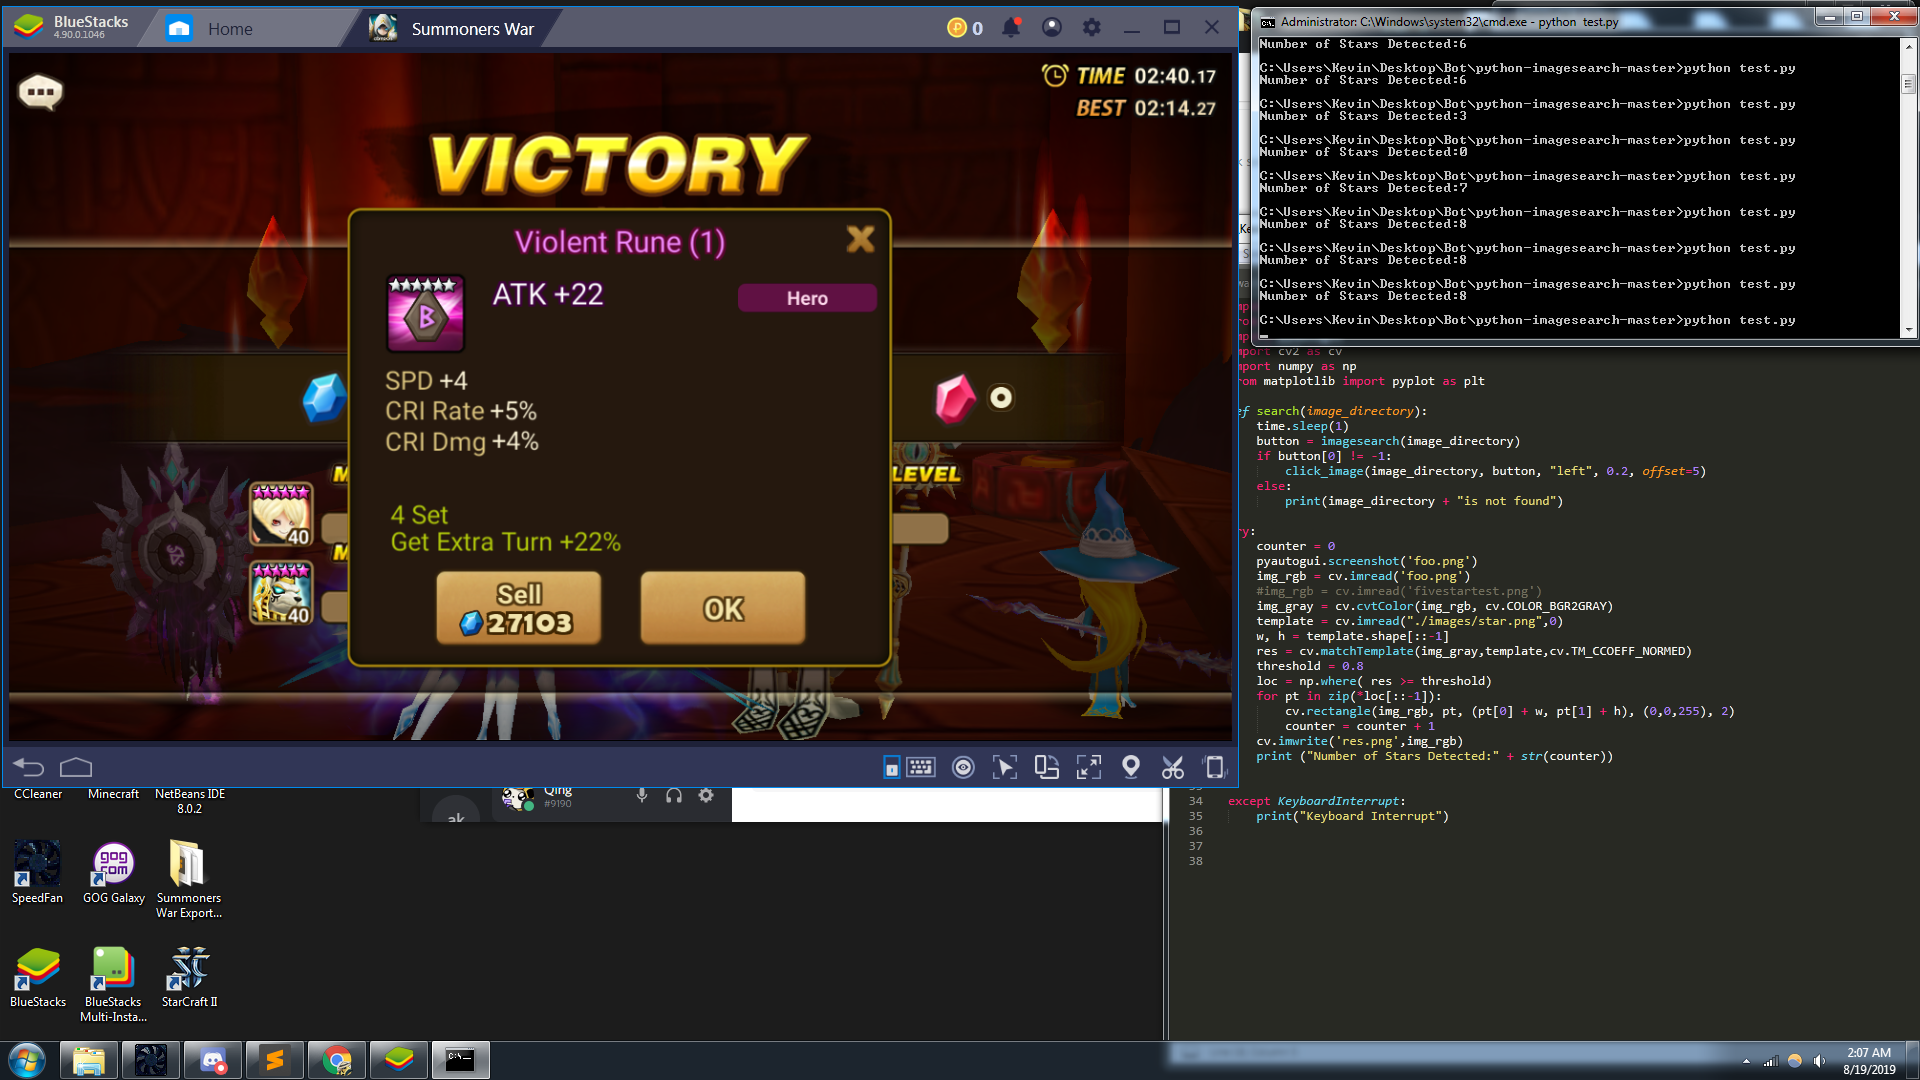 BlueStacks
4.90.0.1046
Home
Summoners War
0
TIME 02:40.17
BEST 02:14.27
VICTORY
Violent Rune (1)
ATK +22
Hero
SPD +4
CRI Rate +5%
CRI Dmg +4%
LEVEL
40
40
4 Set
Get Extra Turn +22%
Sell
27103
OK
Administrator: C:\Windows\system32\cmd.exe - python  test.py
Number of Stars Detected:6
C:\Users\Kevin\Desktop\Bot\python-imagesearch-master>python test.py
Number of Stars Detected:6
C:\Users\Kevin\Desktop\Bot\python-imagesearch-master>python test.py
Number of Stars Detected:3
C:\Users\Kevin\Desktop\Bot\python-imagesearch-master>python test.py
Number of Stars Detected:0
C:\Users\Kevin\Desktop\Bot\python-imagesearch-master>python test.py
Number of Stars Detected:7
C:\Users\Kevin\Desktop\Bot\python-imagesearch-master>python test.py
Number of Stars Detected:8
C:\Users\Kevin\Desktop\Bot\python-imagesearch-master>python test.py
Number of Stars Detected:8
C:\Users\Kevin\Desktop\Bot\python-imagesearch-master>python test.py
Number of Stars Detected:8
C:\Users\Kevin\Desktop\Bot\python-imagesearch-master>python test.py
mport cv2 as cv
mport numpy as np
om matplotlib import pyplot as plt
ef search(image_directory):
time.sleep(1)
button = imagesearch(image_directory)
if button[0] != -1:
click_image(image_directory, button, "left", 0.2, offset=5)
else:
print(image_directory + "is not found")
ry:
counter = 0
pyautogui.screenshot('foo.png')
img_rgb = cv.imread('foo.png')
#img_rgb = cv.imread('fivestartest.png')
img_gray = cv.cvtColor(img_rgb, cv.COLOR_BGR2GRAY)
template = cv.imread("./images/star.png",0)
w, h = template.shape[::-1]
res = cv.matchTemplate(img_gray,template,cv.TM_CCOEFF_NORMED)
threshold = 0.8
loc = np.where( res >= threshold)
for pt in zip(*loc[::-1]):
cv.rectangle(img_rgb, pt, (pt[0] + w, pt[1] + h), (0,0,255), 2)
counter = counter + 1
cv.imwrite('res.png',img_rgb)
print ("Number of Stars Detected:" + str(counter))
34 except KeyboardInterrupt:
35 print("Keyboard Interrupt")
36
37
38
Qing
#9190
ak
CCleaner
Minecraft
NetBeans IDE
8.0.2
SpeedFan
GOG Galaxy
Summoners
War Export...
BlueStacks
BlueStacks
Multi-Insta...
StarCraft II
2:07 AM
8/19/2019